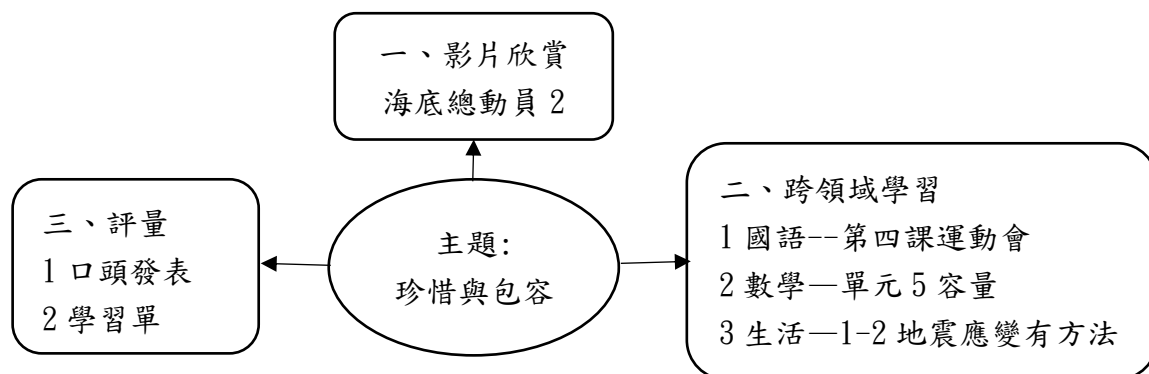 一、影片欣賞
海底總動員 2
主題:
珍惜與包容
二、跨領域學習
1 國語--第四課運動會
2 數學—單元 5 容量
3 生活—1-2 地震應變有方法
三、評量
1 口頭發表
2 學習單